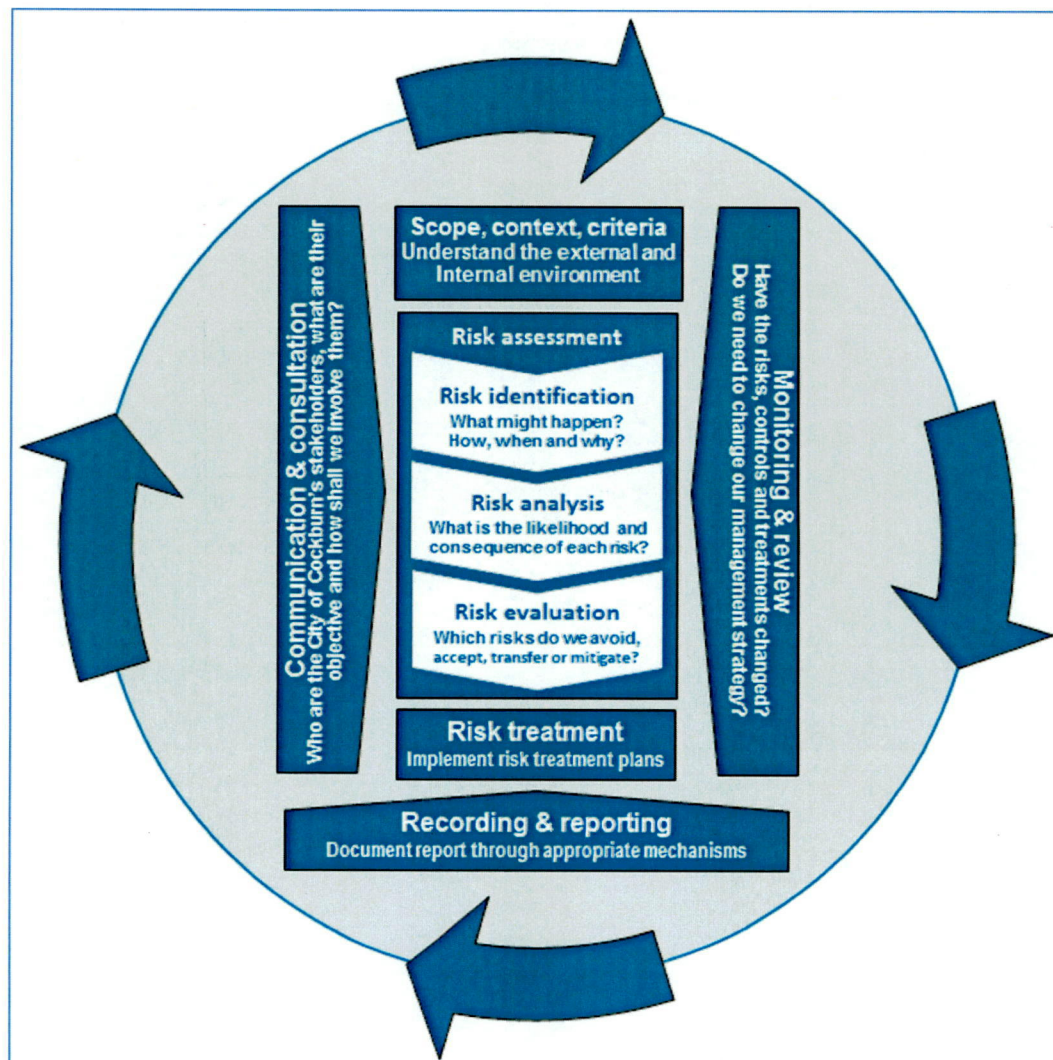 Scope, context, criteria
Understand the external and
Internal environment
Communication & consultation
Who are the City of Cockburn's stakeholders, what are their
objective and how shall we involve them?
Risk assessment
Risk identification
What might happen?
How, when and why?
Risk analysis
What is the likelihood and
consequence of each risk?
Risk evaluation
Which risks do we avoid,
accept, transfer or mitigate?
Monitoring & review
Have the risks, controls and treatments changed?
Do we need to change our management strategy?
Risk treatment
Implement risk treatment plans
Recording & reporting
Document report through appropriate mechanisms